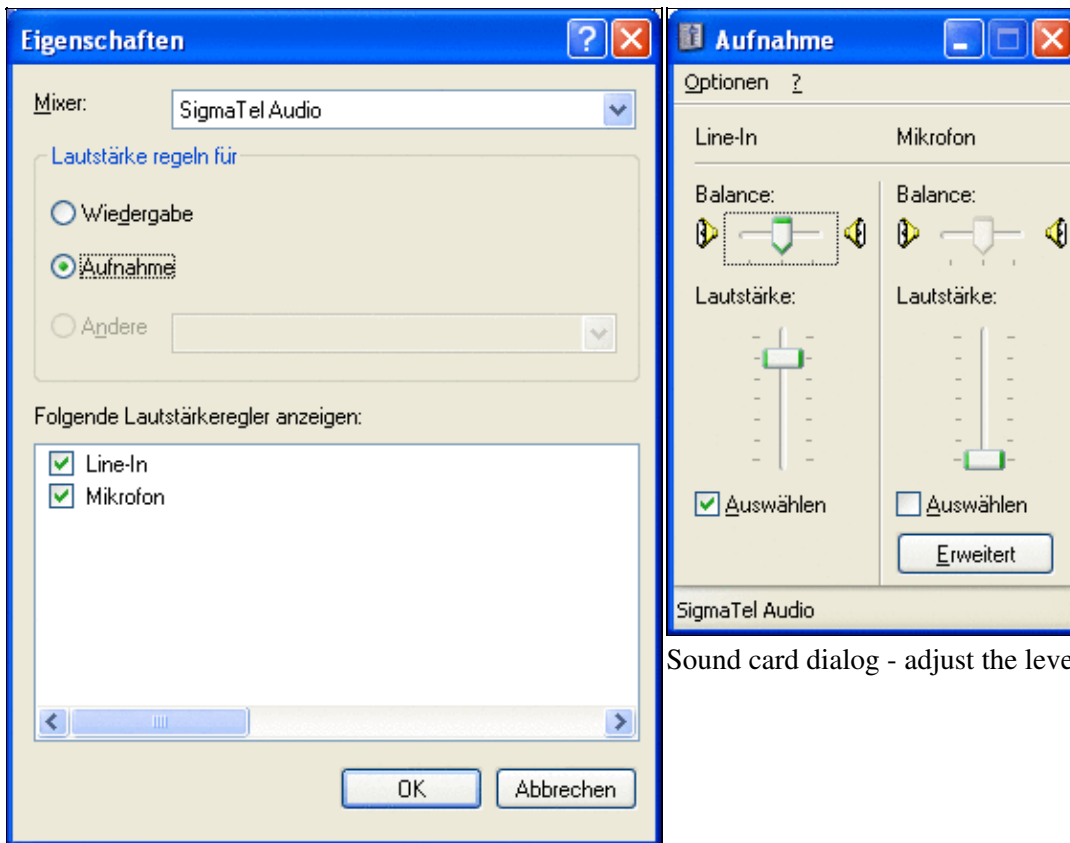 Eigenschaften
Mixer:
SigmaTel Audio
Lautstärke regeln für
Wiedergabe
Aufnahme
Andere
Folgende Lautstärkeregler anzeigen:
Line-In
Mikrofon
OK
Abbrechen
Aufnahme
Optionen ?
Line-In
Mikrofon
Balance:
Balance:
Lautstärke:
Lautstärke:
Auswählen
Auswählen
Erweitert
SigmaTel Audio
Sound card dialog - adjust the leve